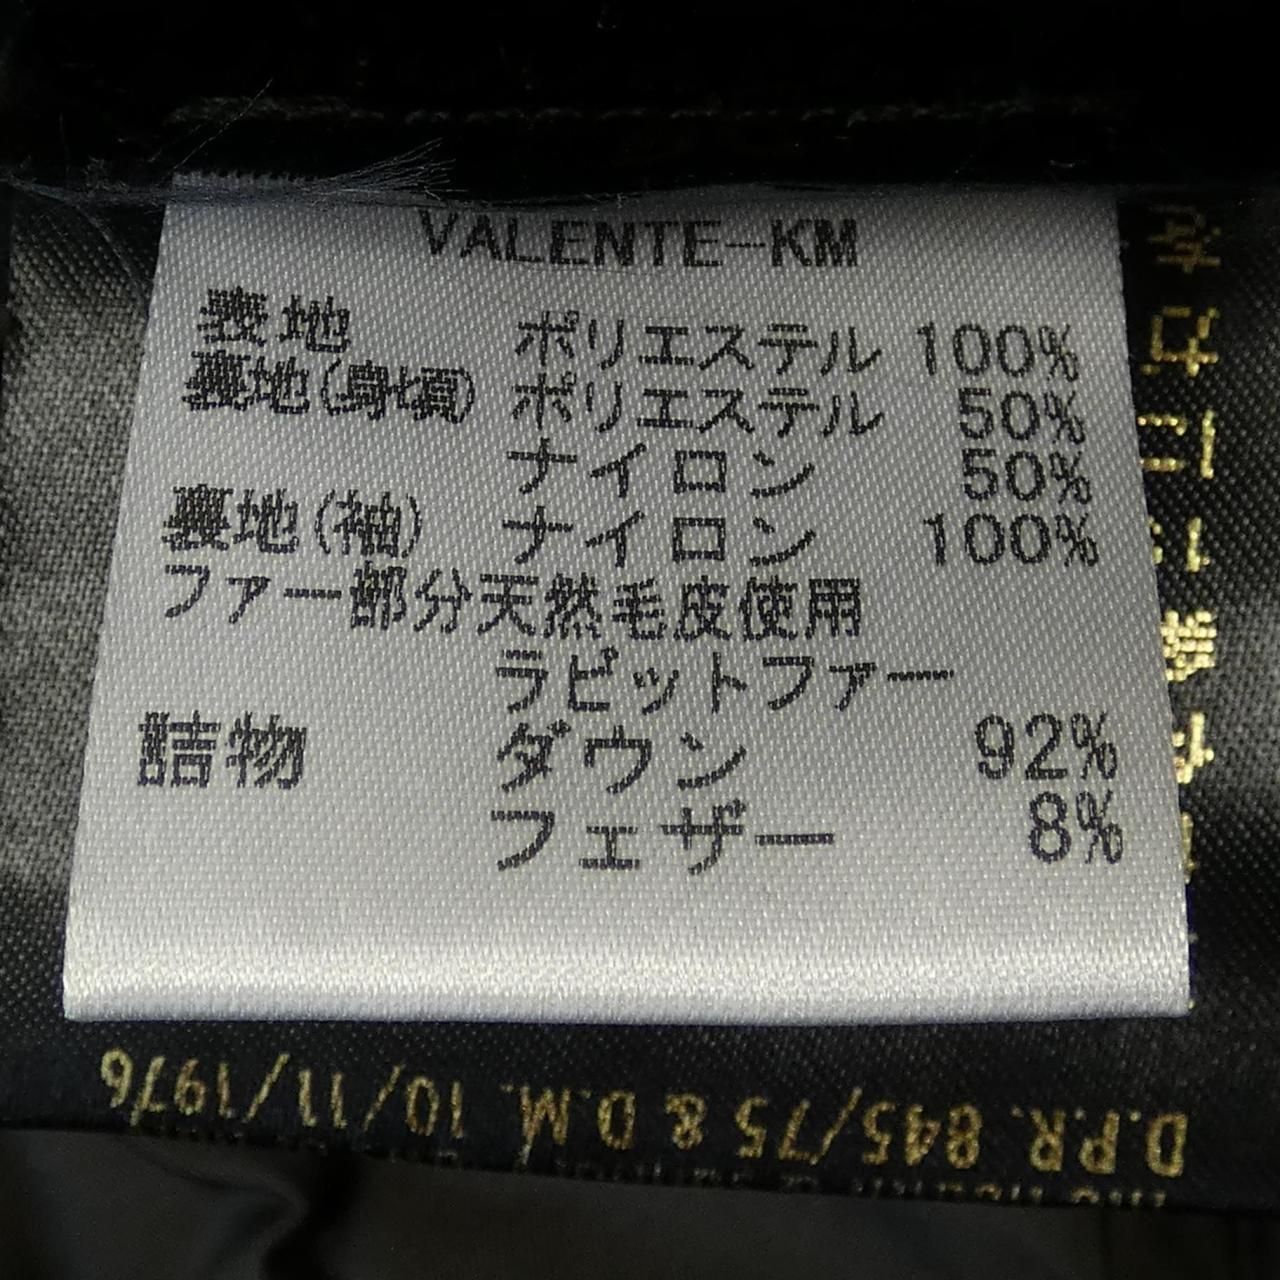 VALENTE-KM
表地 ポリエステル 100%
裏地(身頃) ポリエステル 50%
ナイロン 50%
裏地(袖) ナイロン 100%
ファー部分天然毛皮使用
ラピットファー
詰物 ダウン 92%
フェザー 8%
D.P.R. 845/75 & D.M. 10/11/1976